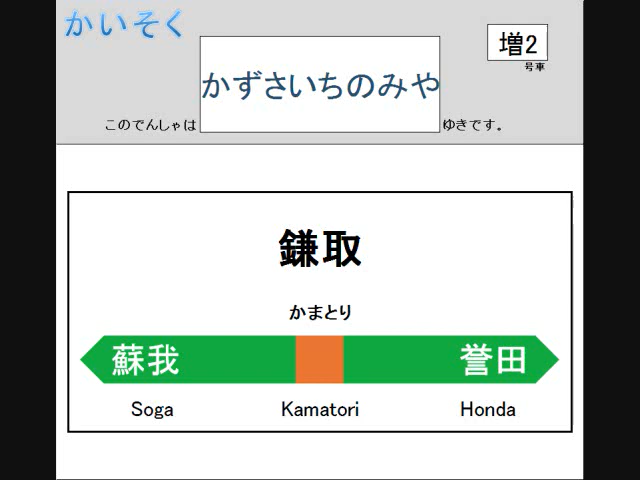 かいそく
増2
号車
かずさいちのみや
このでんしゃは ゆきです。
鎌取
かまとり
蘇我 誉田
Soga Kamatori Honda